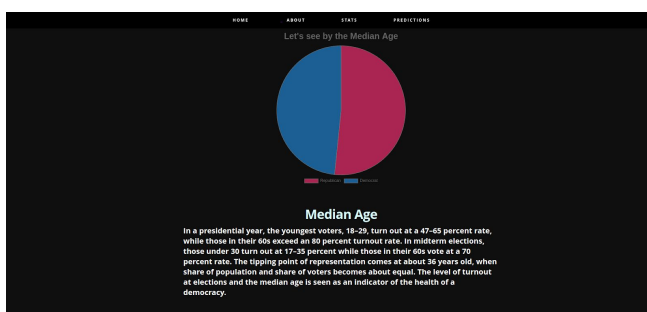 HOME ABOUT STATS PREDICTIONS
Let's see by the Median Age
Republican Democrat
Median Age
In a presidential year, the youngest voters, 18–29, turn out at a 47–65 percent rate,
while those in their 60s exceed an 80 percent turnout rate. In midterm elections,
those under 30 turn out at 17–35 percent while those in their 60s vote at a 70
percent rate. The tipping point of representation comes at about 36 years old, when
share of population and share of voters becomes about equal. The level of turnout
at elections and the median age is seen as an indicator of the health of a
democracy.